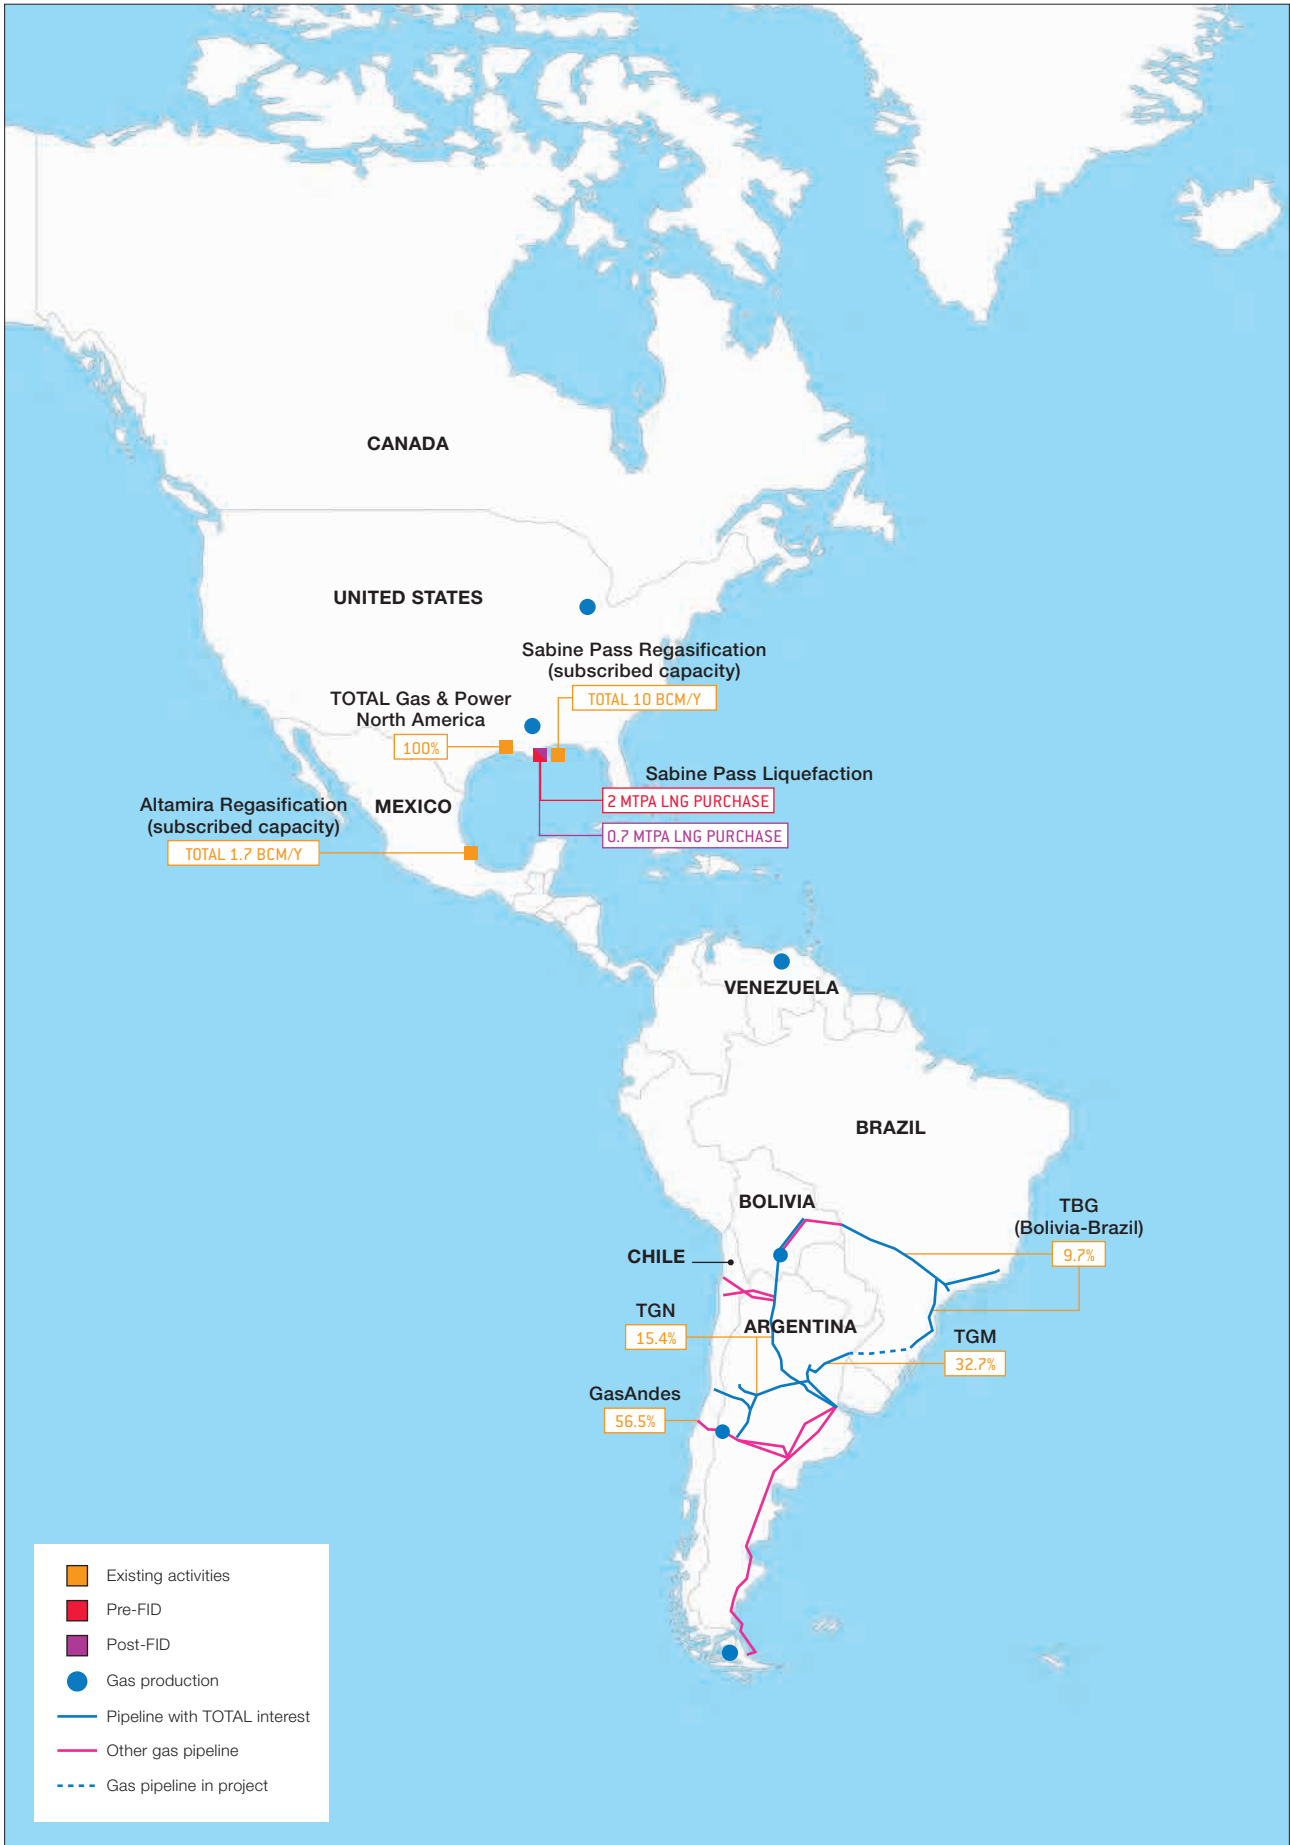 CANADA
UNITED STATES
Sabine Pass Regasification
(subscribed capacity)
TOTAL 10 BCM/Y
TOTAL Gas & Power
North America
100%
Sabine Pass Liquefaction
2 MTPA LNG PURCHASE
0.7 MTPA LNG PURCHASE
Altamira Regasification
(subscribed capacity)
TOTAL 1.7 BCM/Y
MEXICO
VENEZUELA
BRAZIL
BOLIVIA
TBG
(Bolivia-Brazil)
9.7%
CHILE
TGN
15.4%
ARGENTINA
TGM
32.7%
GasAndes
56.5%
Existing activities
Pre-FID
Post-FID
Gas production
Pipeline with TOTAL interest
Other gas pipeline
Gas pipeline in project